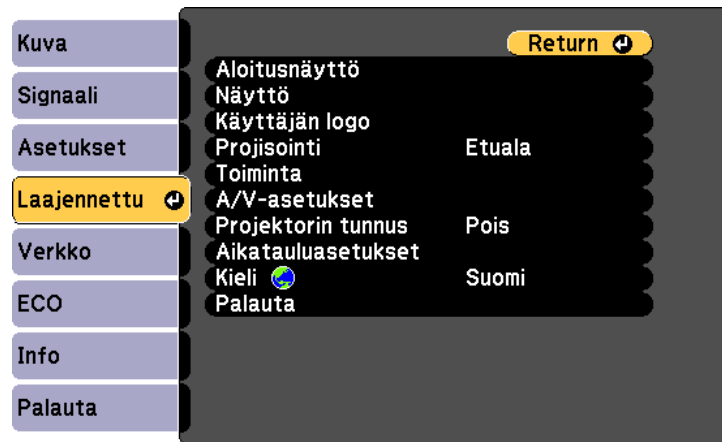 Kuva
Signaali
Asetukset
Laajennettu
Verkko
ECO
Info
Palauta
Return
Aloitusnäyttö
Näyttö
Käyttäjän logo
Projisointi Etuala
Toiminta
A/V-asetukset
Projektorin tunnus Pois
Aikatauluasetukset
Kieli Suomi
Palauta